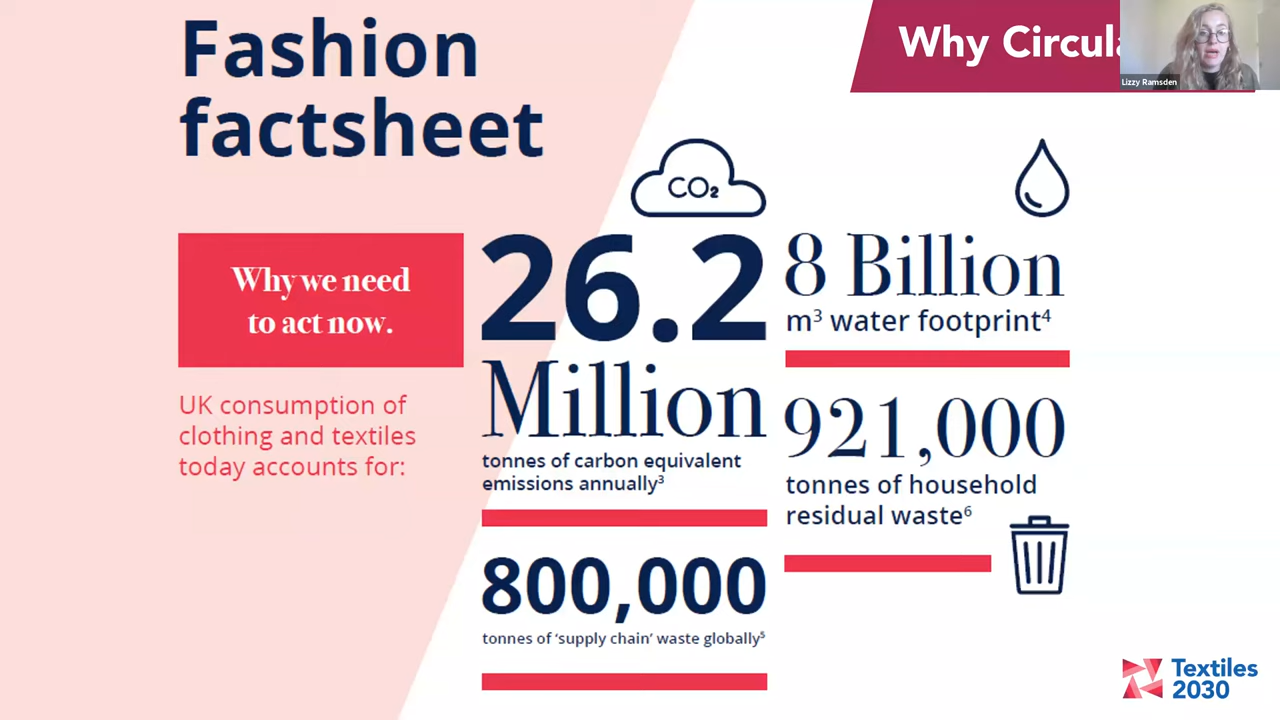 Fashion
factsheet
Why we need
to act now.
UK consumption of
clothing and textiles
today accounts for:
CO₂
26.2
Million
tonnes of carbon equivalent
emissions annually³
800,000
tonnes of ‘supply chain’ waste globally⁵
Why Circula
Lizzy Ramsden
8 Billion
m³ water footprint⁴
921,000
tonnes of household
residual waste⁶
Textiles
2030